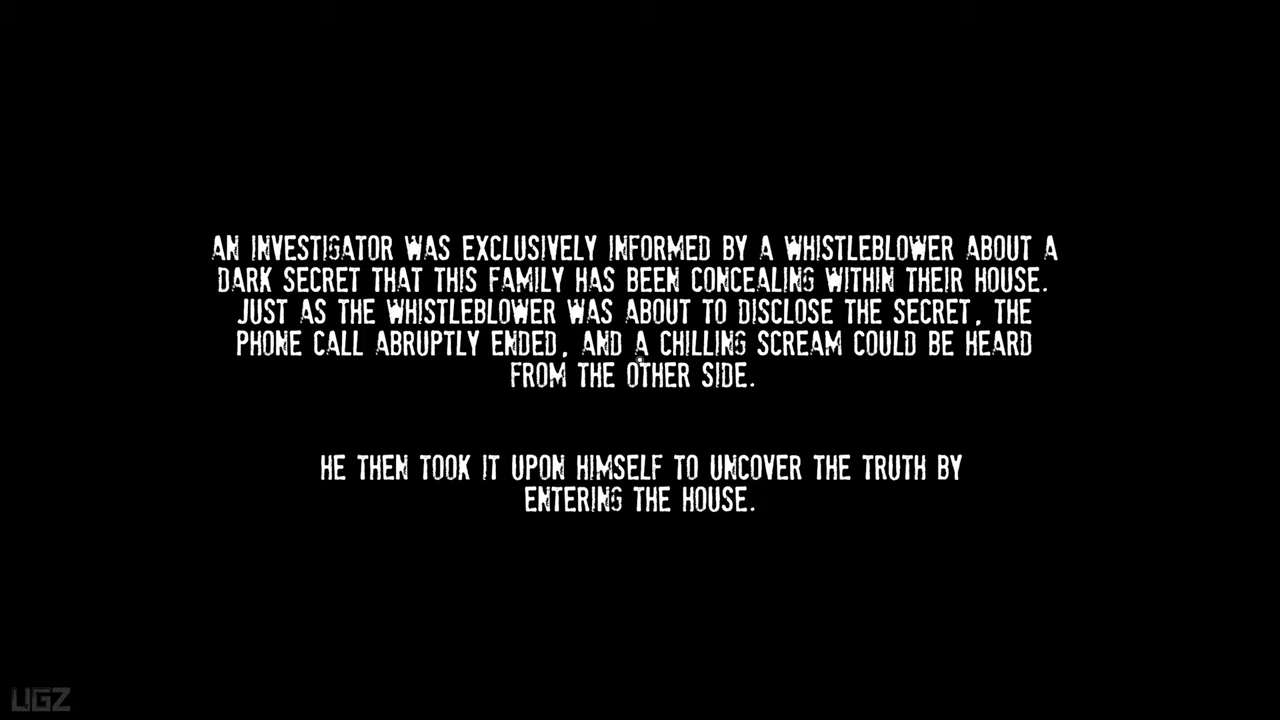 AN INVESTIGATOR WAS EXCLUSIVELY INFORMED BY A WHISTLEBLOWER ABOUT A
DARK SECRET THAT THIS FAMILY HAS BEEN CONCEALING WITHIN THEIR HOUSE.
JUST AS THE WHISTLEBLOWER WAS ABOUT TO DISCLOSE THE SECRET, THE
PHONE CALL ABRUPTLY ENDED, AND A CHILLING SCREAM COULD BE HEARD
FROM THE OTHER SIDE.
HE THEN TOOK IT UPON HIMSELF TO UNCOVER THE TRUTH BY
ENTERING THE HOUSE.
UGZ